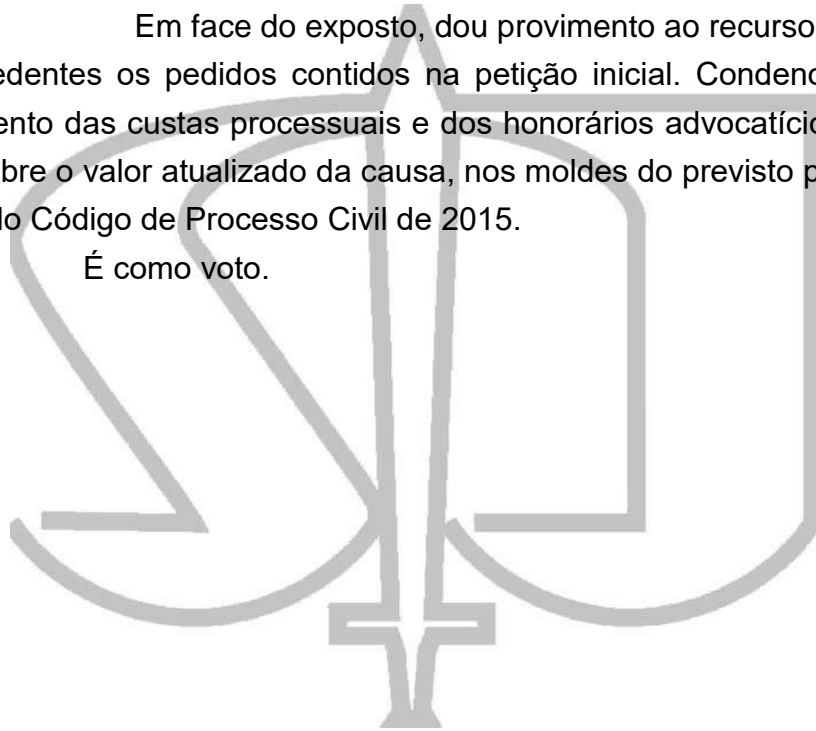 Em face do exposto, dou provimento ao recurso
edentes os pedidos contidos na petição inicial. Condeno
ento das custas processuais e dos honorários advocatício
bre o valor atualizado da causa, nos moldes do previsto p
do Código de Processo Civil de 2015.
É como voto.
STJ